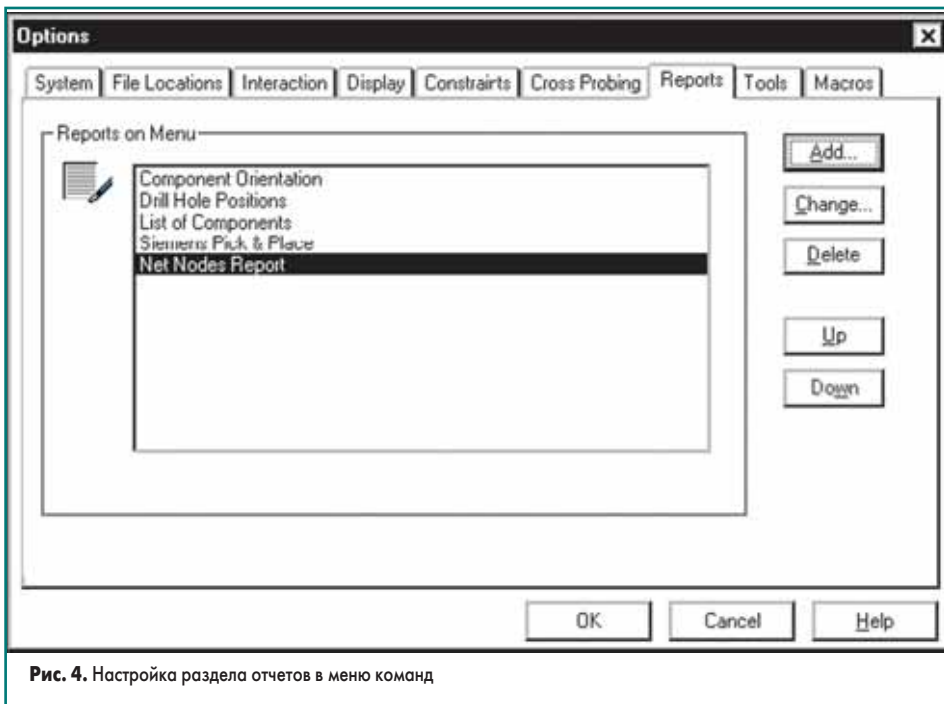 Options
System File Locations Interaction Display Constraints Cross Probing Reports Tools Macros
Reports on Menu
Component Orientation
Drill Hole Positions
List of Components
Siemens Pick & Place
Net Nodes Report
Add...
Change...
Delete
Up
Down
OK Cancel Help
Рис. 4. Настройка раздела отчетов в меню команд